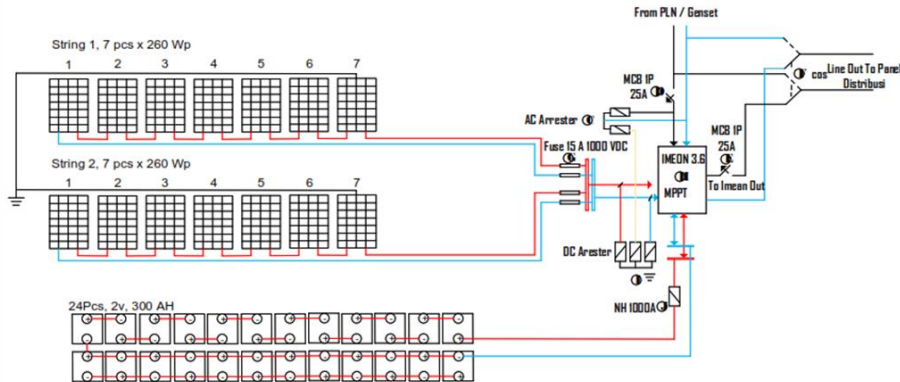 From PLN / Genset
String 1, 7 pcs x 260 Wp
1 2 3 4 5 6 7
MCB 1P
25A
cos
Line Out To Panel
Distribusi
AC Arrester
MCB 1P
25A
Fuse 15 A 1000 VDC
String 2, 7 pcs x 260 Wp
1 2 3 4 5 6 7
IMEON 3.6
MPPT
To Imean Out
DC Arester
24Pcs, 2v, 300 AH
NH 1000A